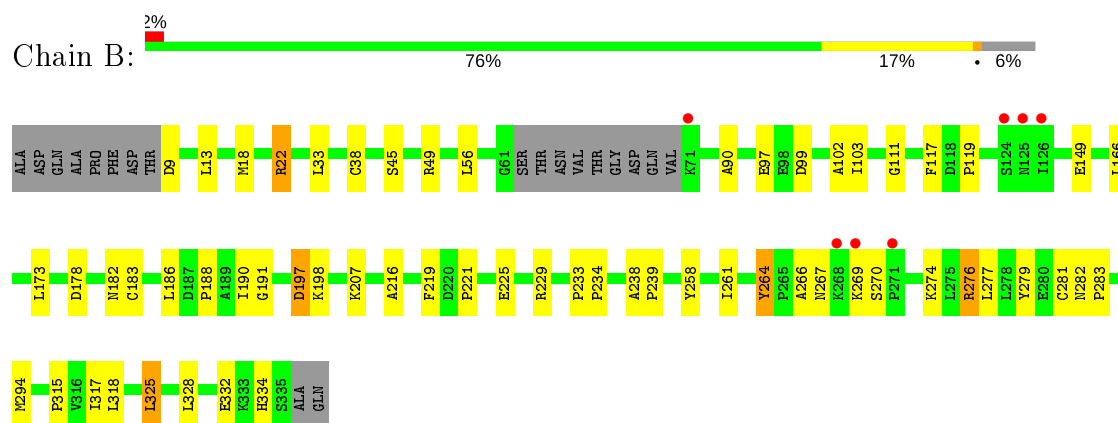 2%
Chain B:
76% 17% • 6%
ALA ASP GLN ALA PRO PHE ASP THR D9 L13 M18 R22 L33 C38 S45 R49 L56 G61 SER THR ASN VAL THR GLY ASP GLN VAL K71 A90 E97 E98 D99 A102 I103 G111 F117 D118 P119 S124 N125 I126 E149 L166
L173 D178 N182 C183 L186 D187 P188 A189 I190 G191 D197 K198 K207 A216 F219 D220 P221 E225 R229 P233 P234 A238 P239 Y258 I261 Y264 P265 A266 N267 K268 K269 S270 P271 K274 L275 R276 L277 L278 Y279 E280 C281 N282 P283
M294 P315 V316 I317 L318 L325 L328 E332 K333 H334 S335 ALA GLN